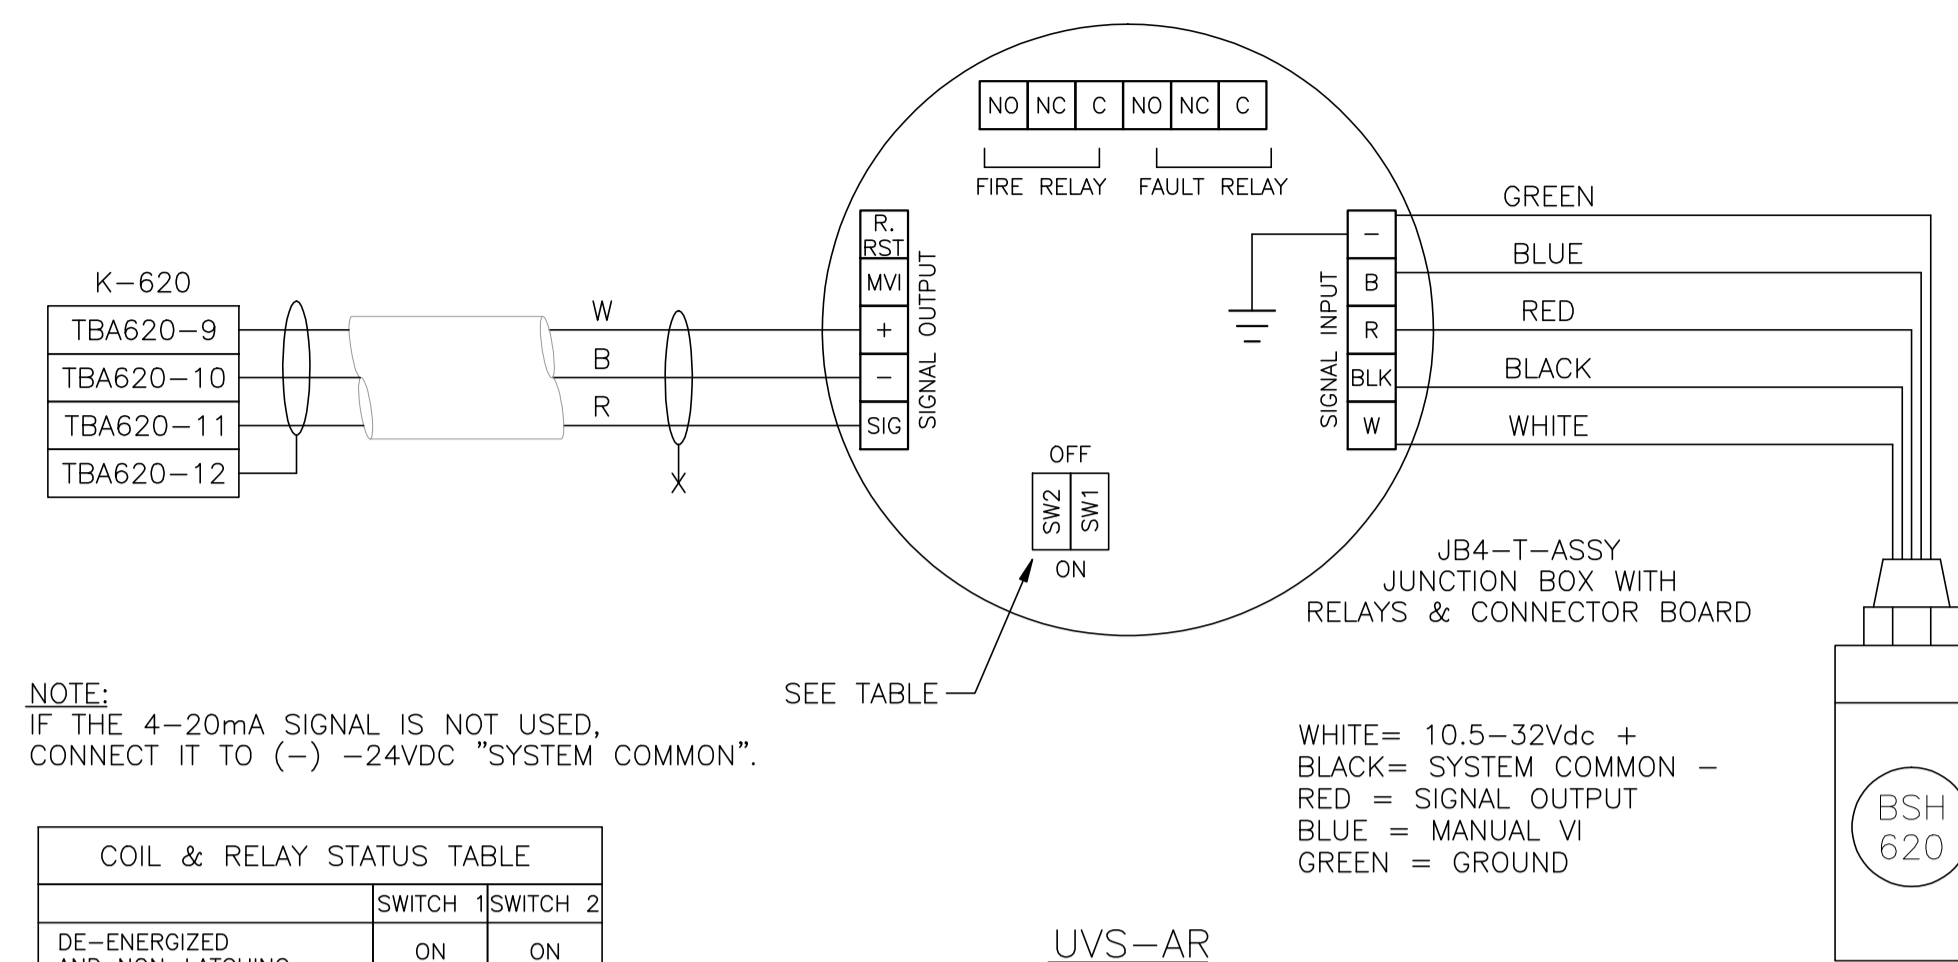 NO NC C NO NC C
FIRE RELAY FAULT RELAY
K-620
TBA620-9
TBA620-10
TBA620-11
TBA620-12
W
B
R
R.
RST
MVI
+
-
SIG
SIGNAL OUTPUT
SIGNAL INPUT
-
B
R
BLK
W
GREEN
BLUE
RED
BLACK
WHITE
OFF
SW2 SW1
ON
SEE TABLE
JB4-T-ASSY
JUNCTION BOX WITH
RELAYS & CONNECTOR BOARD
NOTE:
IF THE 4-20mA SIGNAL IS NOT USED,
CONNECT IT TO (-) -24VDC "SYSTEM COMMON".
WHITE= 10.5-32Vdc +
BLACK= SYSTEM COMMON -
RED = SIGNAL OUTPUT
BLUE = MANUAL VI
GREEN = GROUND
BSH
620
COIL & RELAY STATUS TABLE
SWITCH 1 SWITCH 2
DE-ENERGIZED ON ON
AND NON-LATCHING
UVS-AR